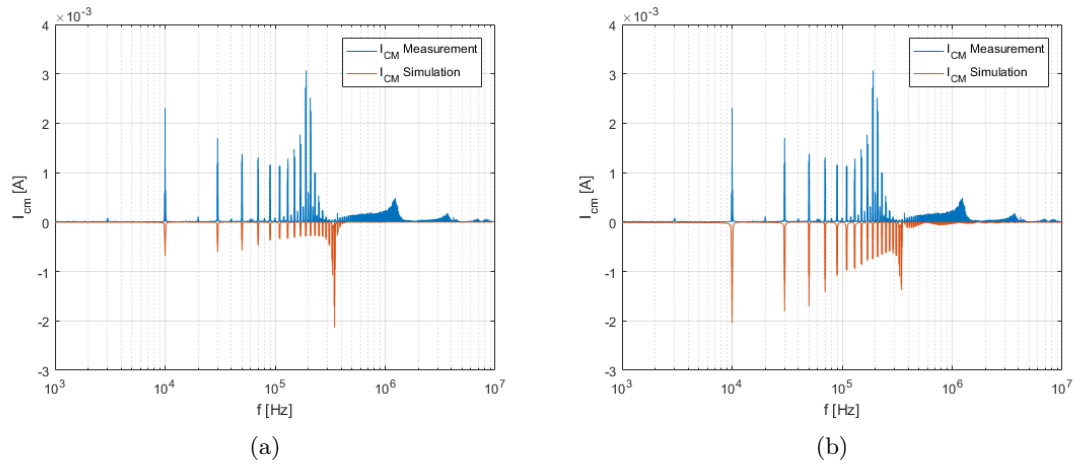 ×10⁻³
4
3
2
1
0
-1
-2
-3
I_cm [A]
10³
10⁴
10⁵
10⁶
10⁷
f [Hz]
I_CM Measurement
I_CM Simulation
(a)
×10⁻³
4
3
2
1
0
-1
-2
-3
I_cm [A]
10³
10⁴
10⁵
10⁶
10⁷
f [Hz]
I_CM Measurement
I_CM Simulation
(b)